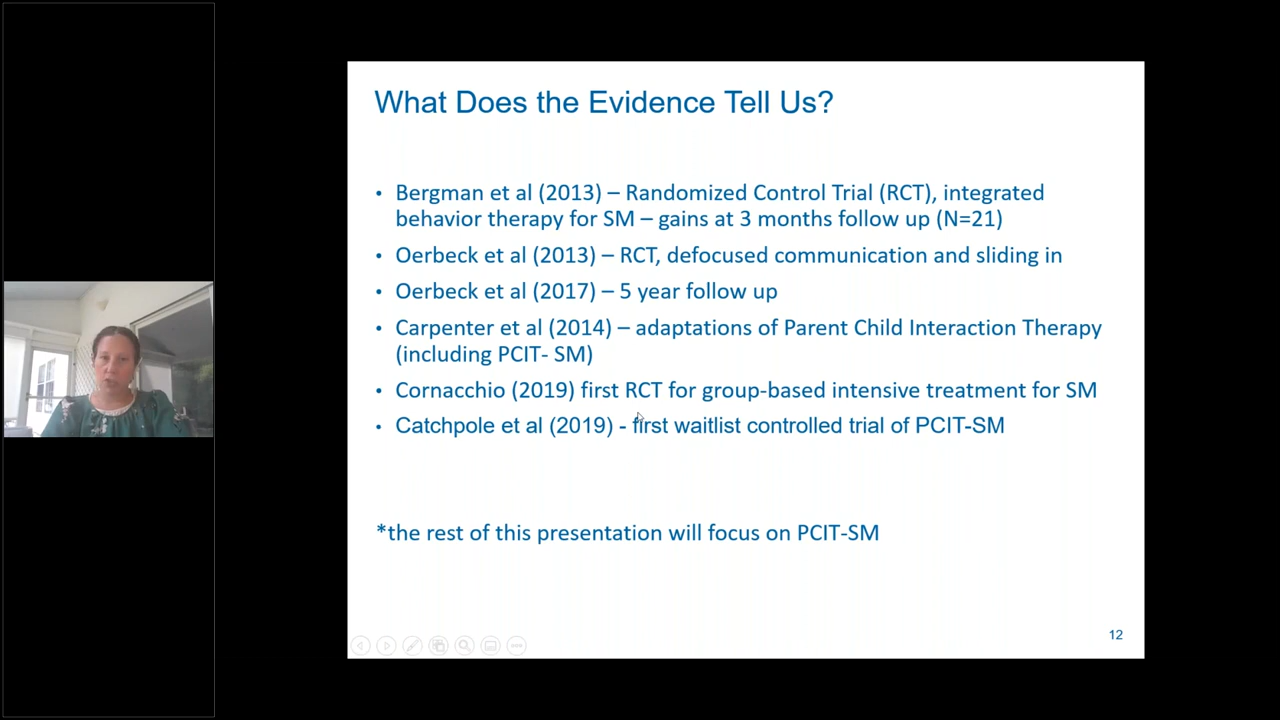 What Does the Evidence Tell Us?
• Bergman et al (2013) – Randomized Control Trial (RCT), integrated
behavior therapy for SM – gains at 3 months follow up (N=21)
• Oerbeck et al (2013) – RCT, defocused communication and sliding in
• Oerbeck et al (2017) – 5 year follow up
• Carpenter et al (2014) – adaptations of Parent Child Interaction Therapy
(including PCIT- SM)
• Cornacchio (2019) first RCT for group-based intensive treatment for SM
• Catchpole et al (2019) - first waitlist controlled trial of PCIT-SM
*the rest of this presentation will focus on PCIT-SM
12